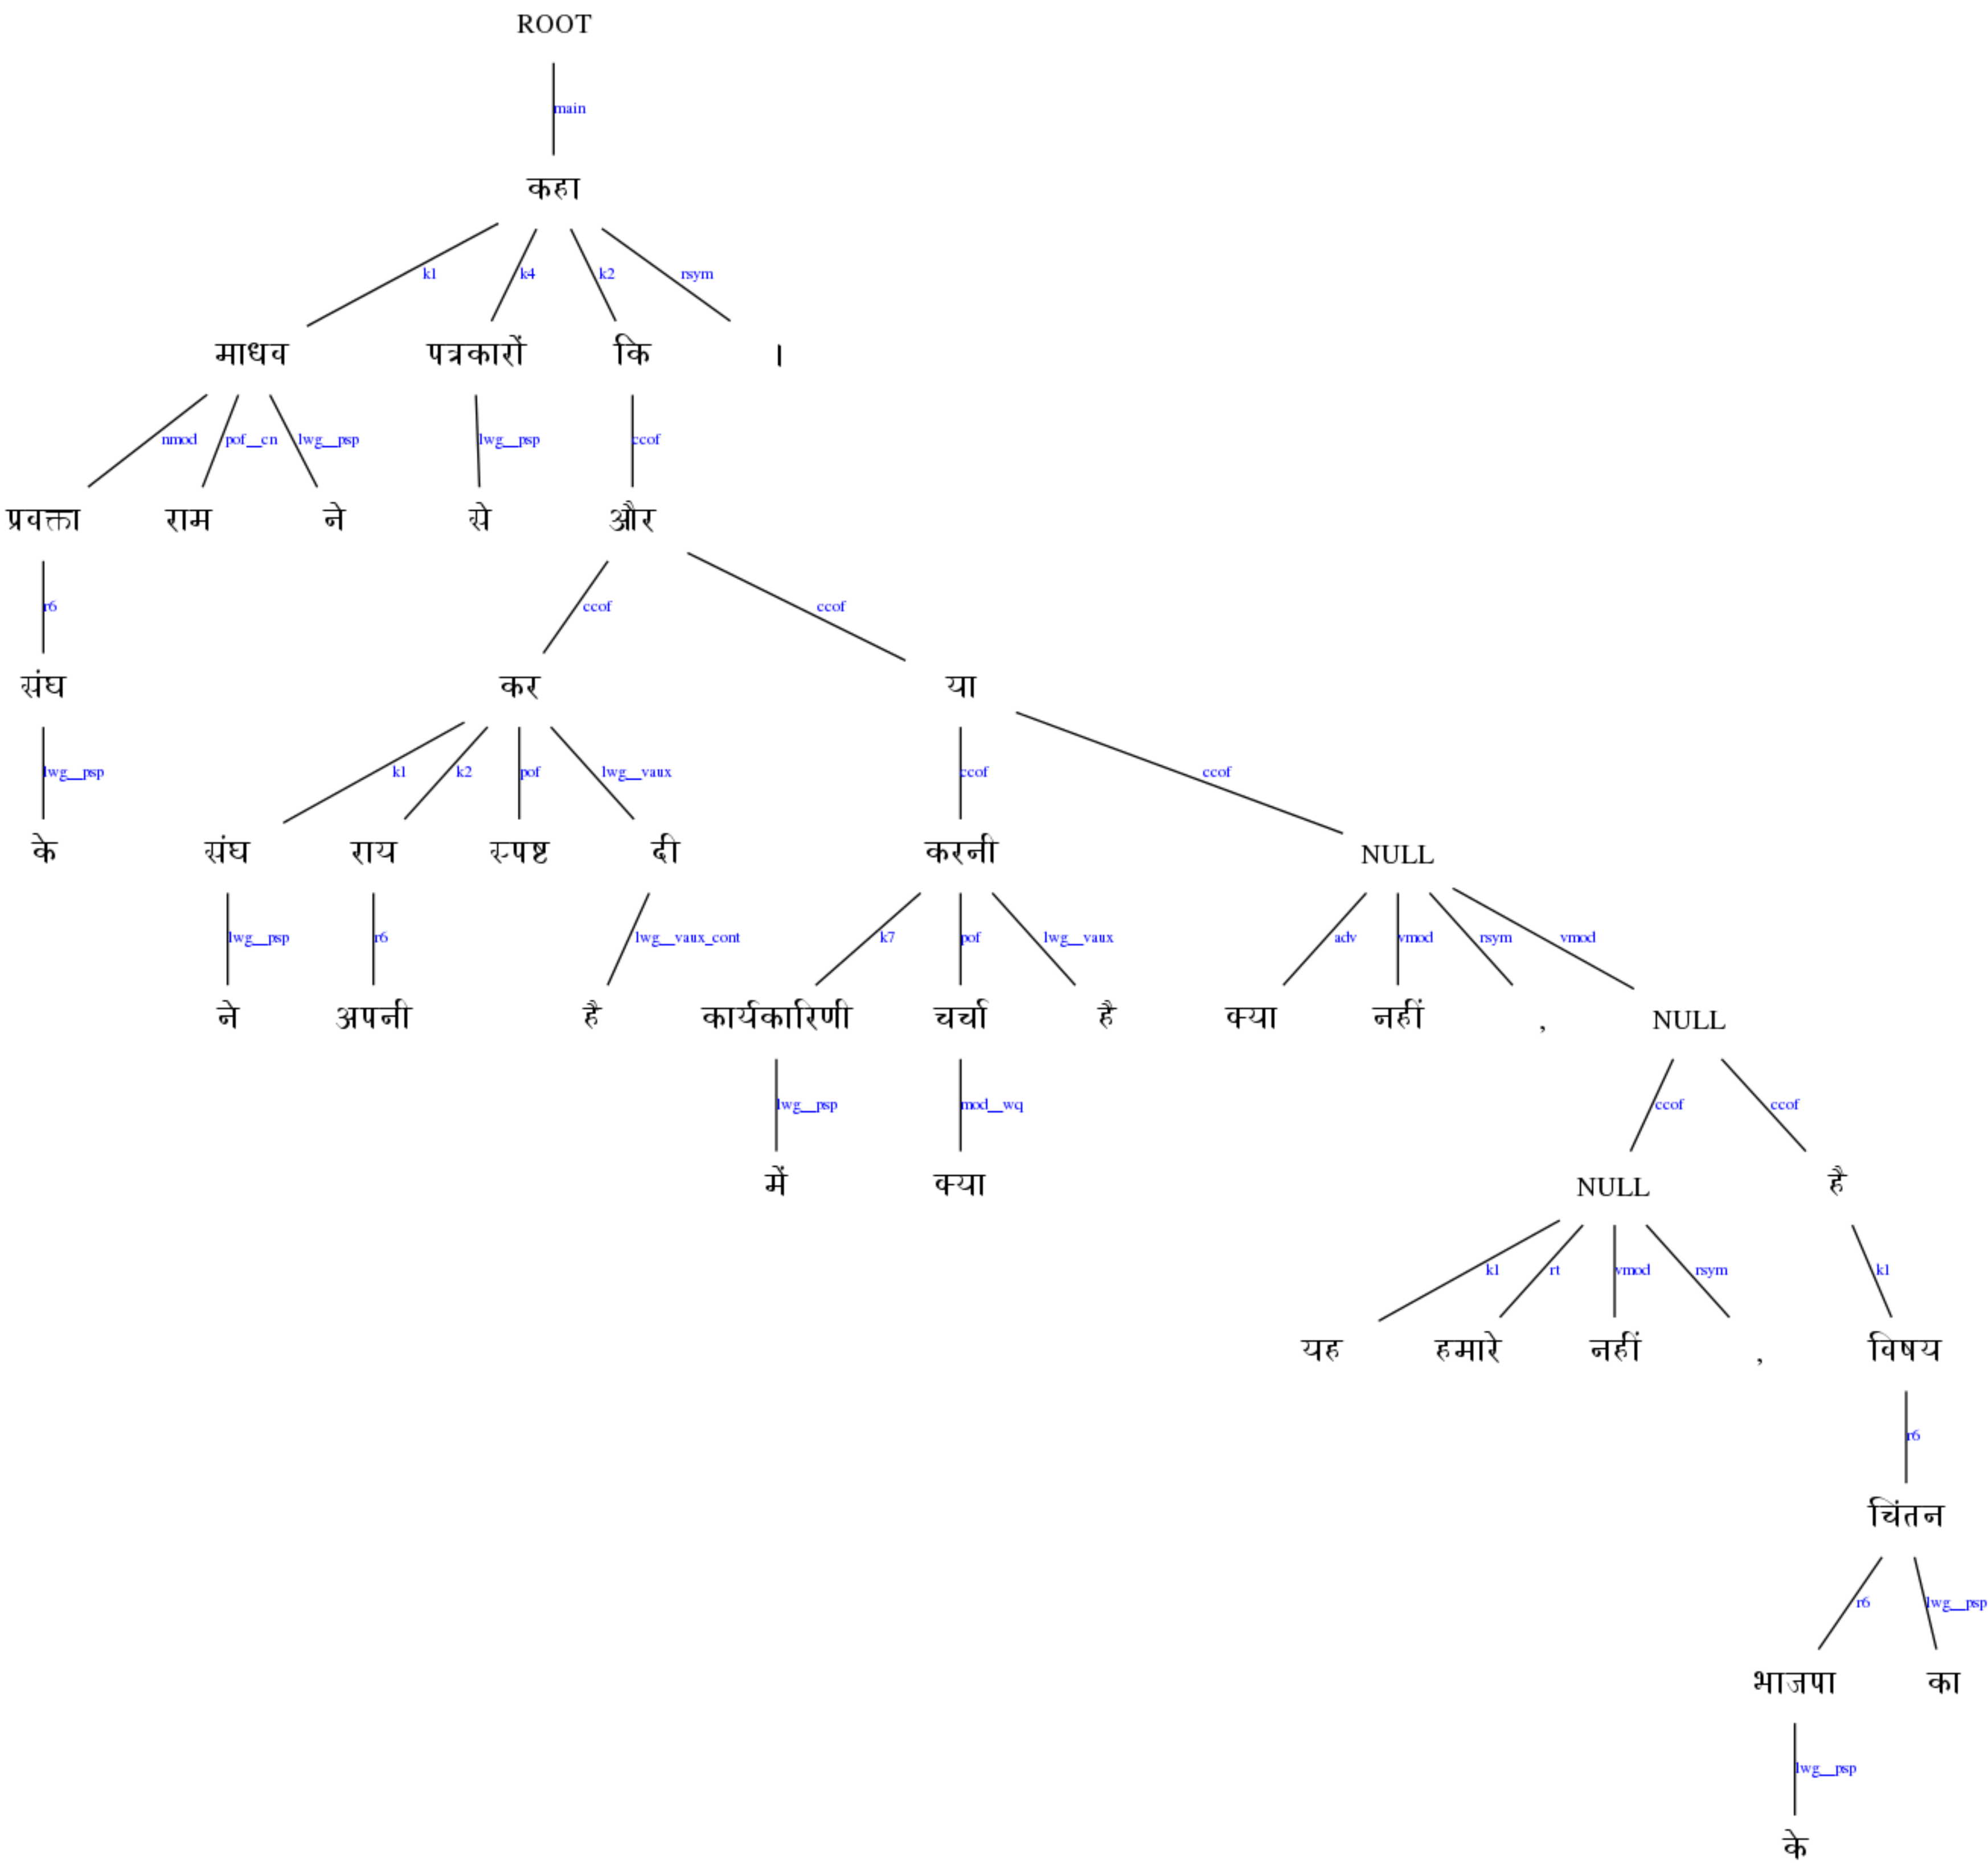 ROOT
main
कहा
k1 k4 k2 rsym
माधव पत्रकारों कि ।
nmod pof__cn lwg__psp lwg__psp ccof
प्रवक्ता राम ने से और
r6 ccof ccof
संघ कर या
lwg__psp k1 k2 pof lwg__vaux ccof ccof
के संघ राय स्पष्ट दी करनी NULL
lwg__psp r6 lwg__vaux_cont k7 pof lwg__vaux adv vmod rsym vmod
ने अपनी है कार्यकारिणी चर्चा है क्या नहीं , NULL
lwg__psp mod__wq ccof ccof
में क्या NULL है
k1 rt vmod rsym k1
यह हमारे नहीं , विषय
r6
चिंतन
r6 lwg__psp
भाजपा का
lwg__psp
के